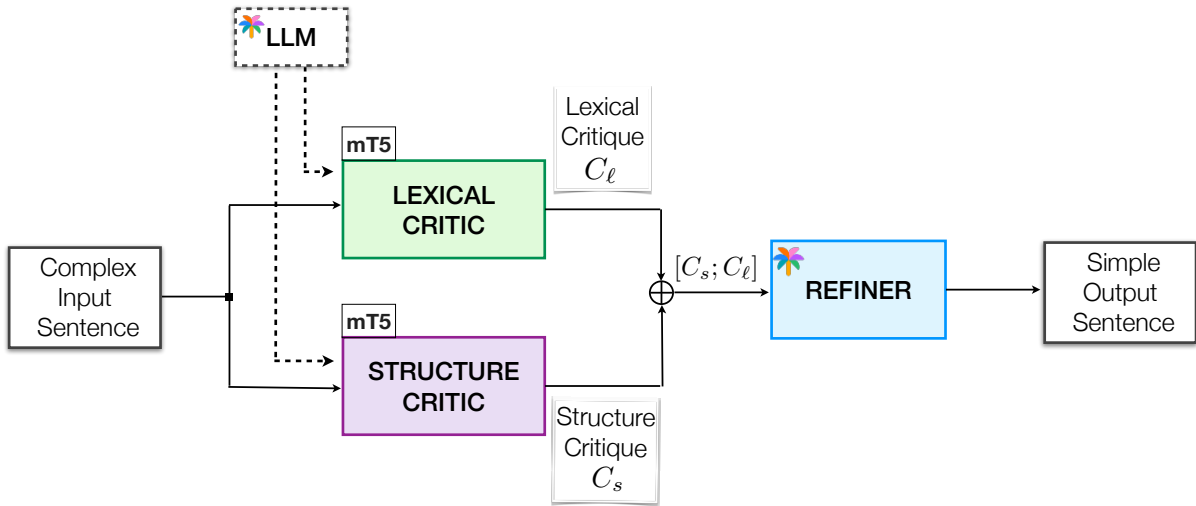 LLM
mT5
LEXICAL
CRITIC
Lexical
Critique
$C_\ell$
Complex
Input
Sentence
mT5
STRUCTURE
CRITIC
Structure
Critique
$C_s$
$[C_s; C_\ell]$
REFINER
Simple
Output
Sentence